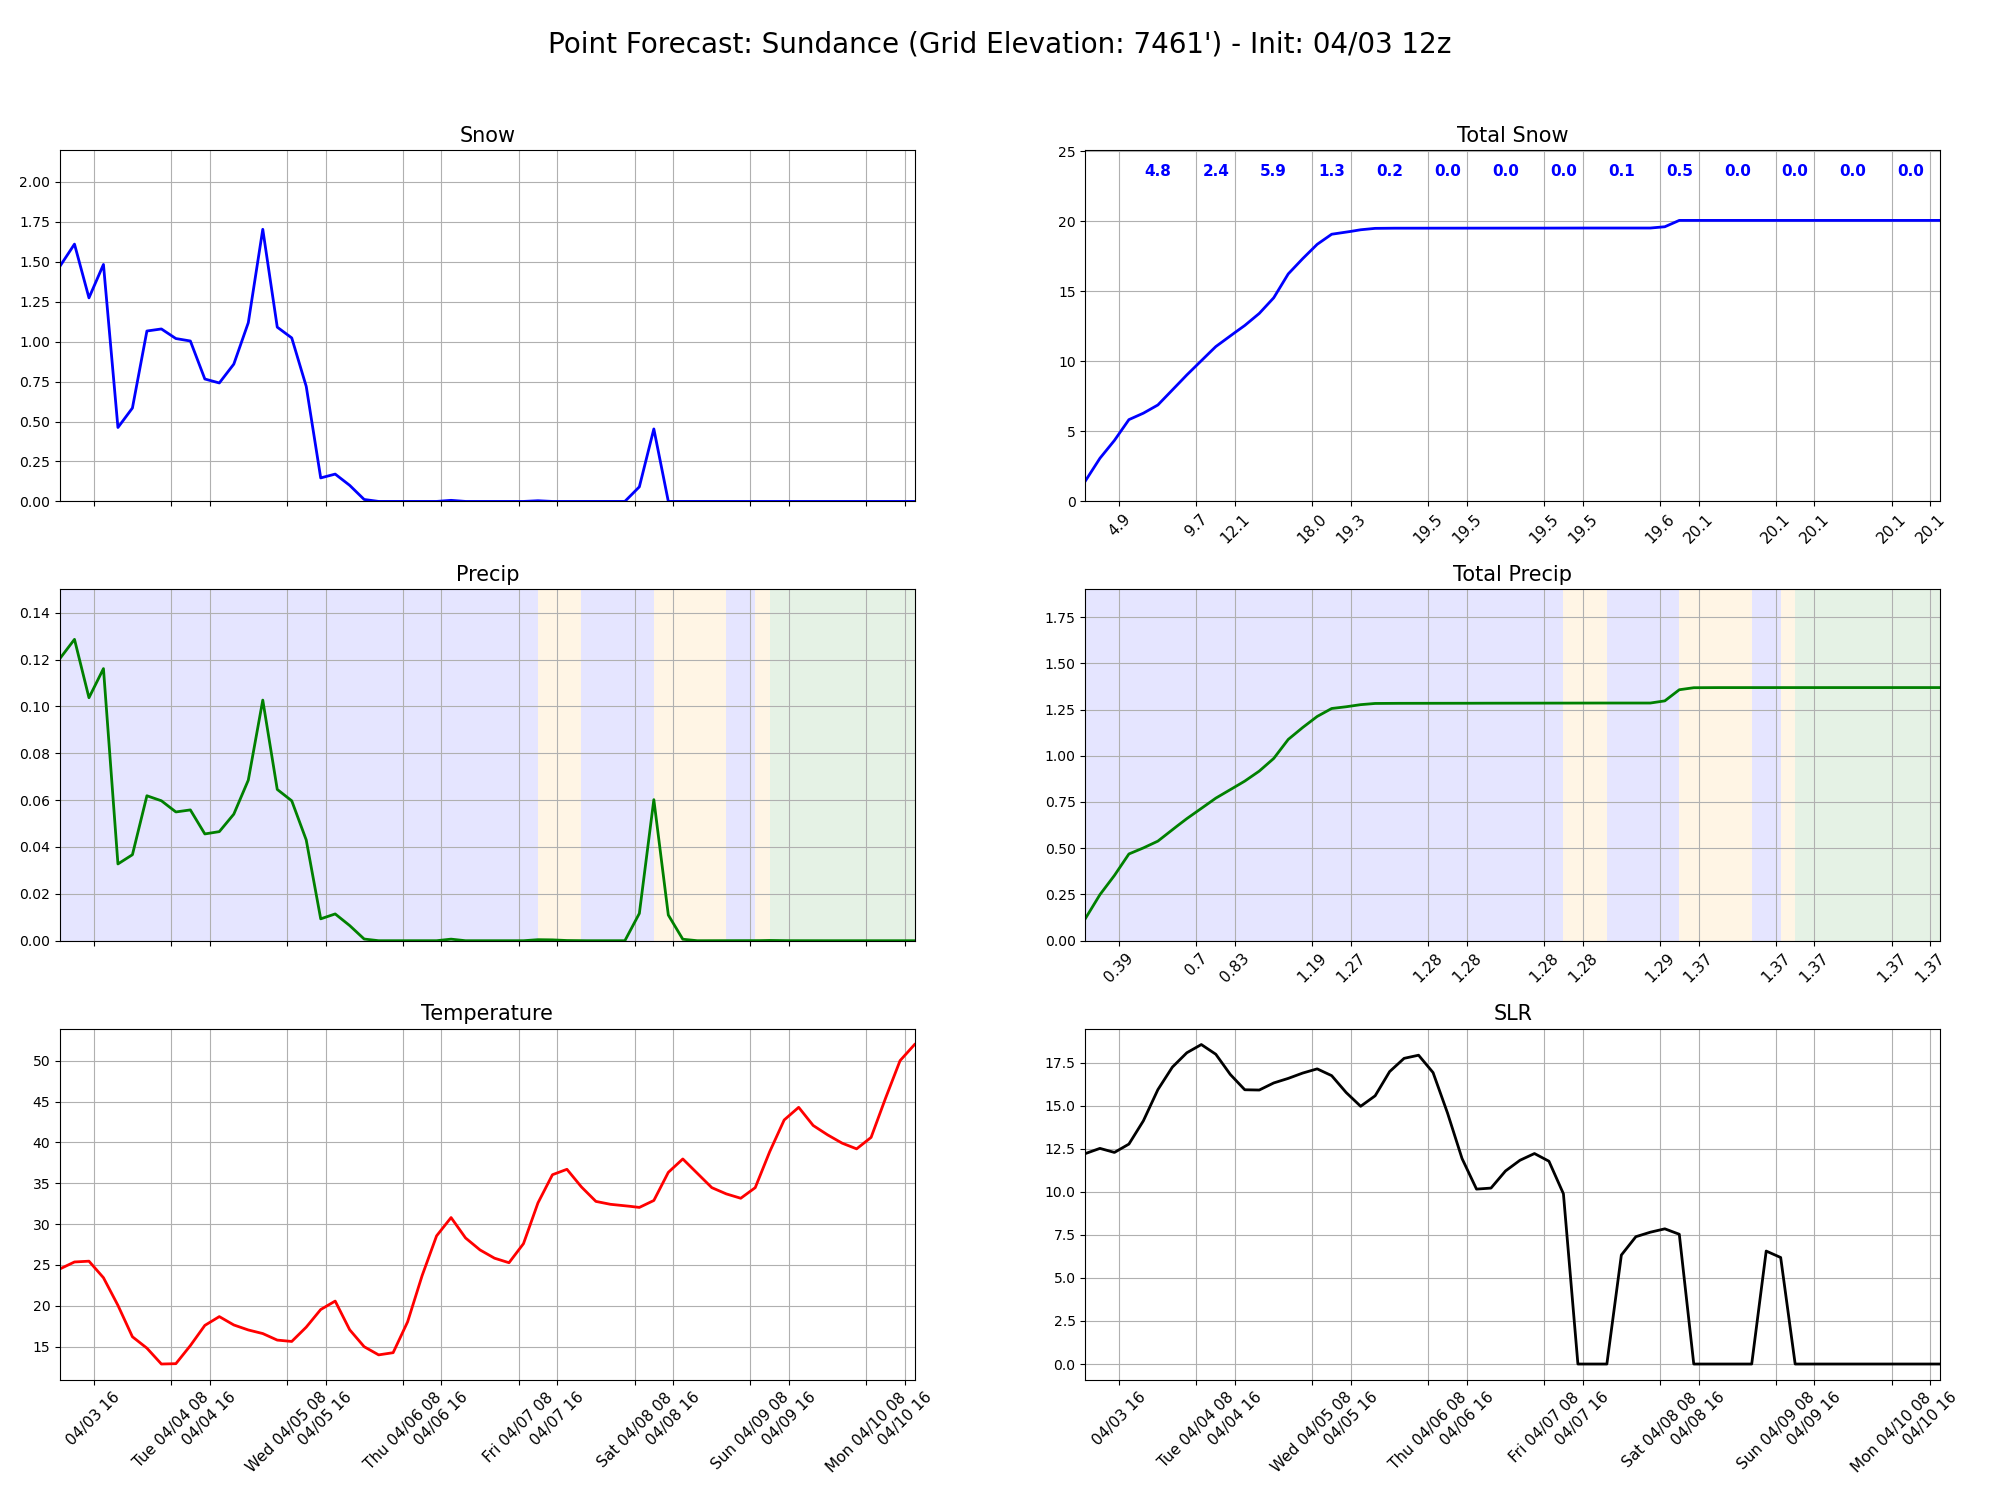 Point Forecast: Sundance (Grid Elevation: 7461') - Init: 04/03 12z
Snow
2.00
1.75
1.50
1.25
1.00
0.75
0.50
0.25
0.00
Total Snow
25
20
15
10
5
0
4.8 2.4 5.9 1.3 0.2 0.0 0.0 0.0 0.1 0.5 0.0 0.0 0.0 0.0
4.9 9.7 12.1 18.0 19.3 19.5 19.5 19.5 19.5 19.6 20.1 20.1 20.1 20.1 20.1
Precip
0.14
0.12
0.10
0.08
0.06
0.04
0.02
0.00
Total Precip
1.75
1.50
1.25
1.00
0.75
0.50
0.25
0.00
0.39 0.7 0.83 1.19 1.27 1.28 1.28 1.28 1.28 1.29 1.37 1.37 1.37 1.37 1.37
Temperature
50
45
40
35
30
25
20
15
04/03 16
Tue 04/04 08
04/04 16
Wed 04/05 08
04/05 16
Thu 04/06 08
04/06 16
Fri 04/07 08
04/07 16
Sat 04/08 08
04/08 16
Sun 04/09 08
04/09 16
Mon 04/10 08
04/10 16
SLR
17.5
15.0
12.5
10.0
7.5
5.0
2.5
0.0
04/03 16
Tue 04/04 08
04/04 16
Wed 04/05 08
04/05 16
Thu 04/06 08
04/06 16
Fri 04/07 08
04/07 16
Sat 04/08 08
04/08 16
Sun 04/09 08
04/09 16
Mon 04/10 08
04/10 16